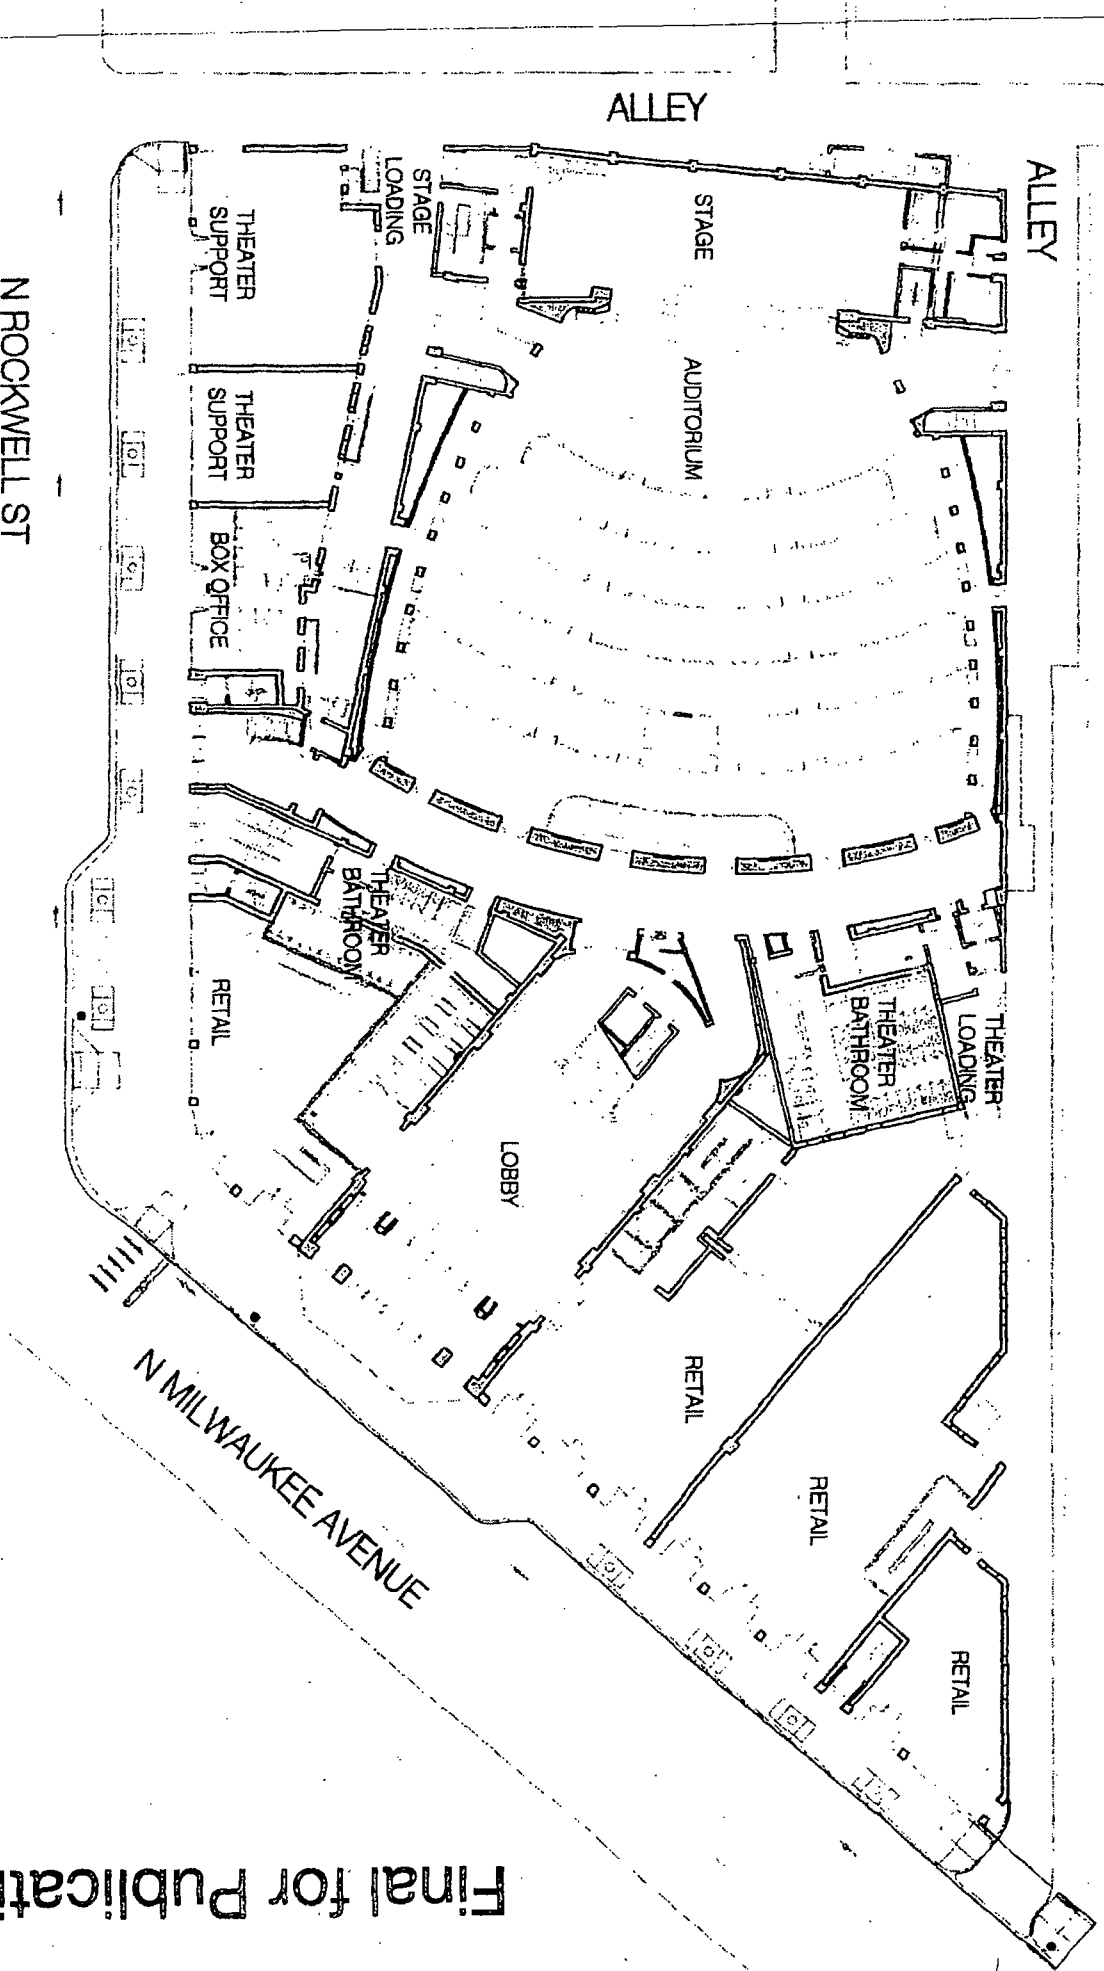 ALLEY
ALLEY
STAGE
LOADING
STAGE
THEATER
SUPPORT
AUDITORIUM
THEATER
SUPPORT
BOX OFFICE
N ROCKWELL ST
THEATER
BATHROOM
RETAIL
THEATER
BATHROOM
THEATER
LOADING
LOBBY
RETAIL
RETAIL
RETAIL
N MILWAUKEE AVENUE
Final for Publicati